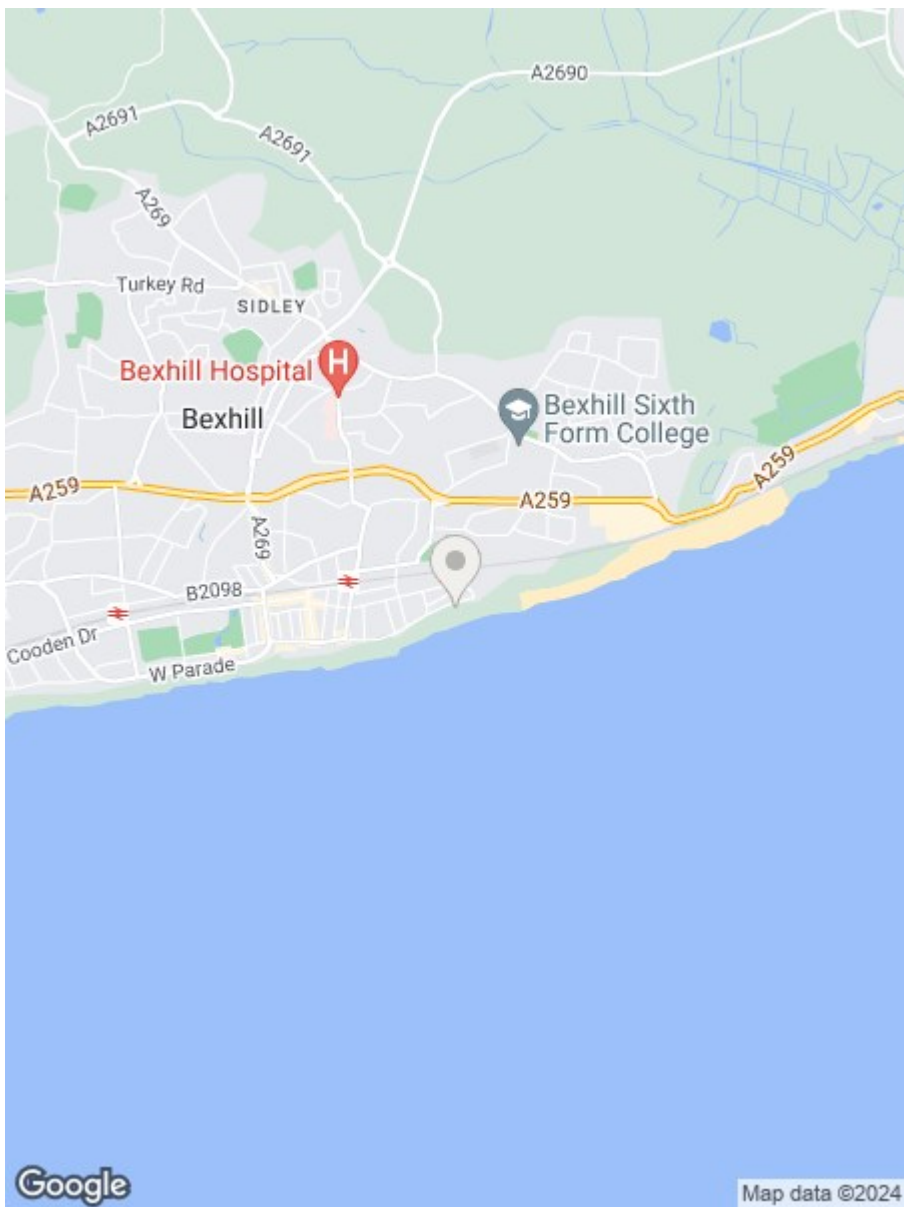 A2690
A2691
A2691
A269
Turkey Rd
SIDLEY
Bexhill Hospital
H
Bexhill
Bexhill Sixth
Form College
A259
A259
A259
A269
B2098
Cooden Dr
W Parade
Google
Map data ©2024